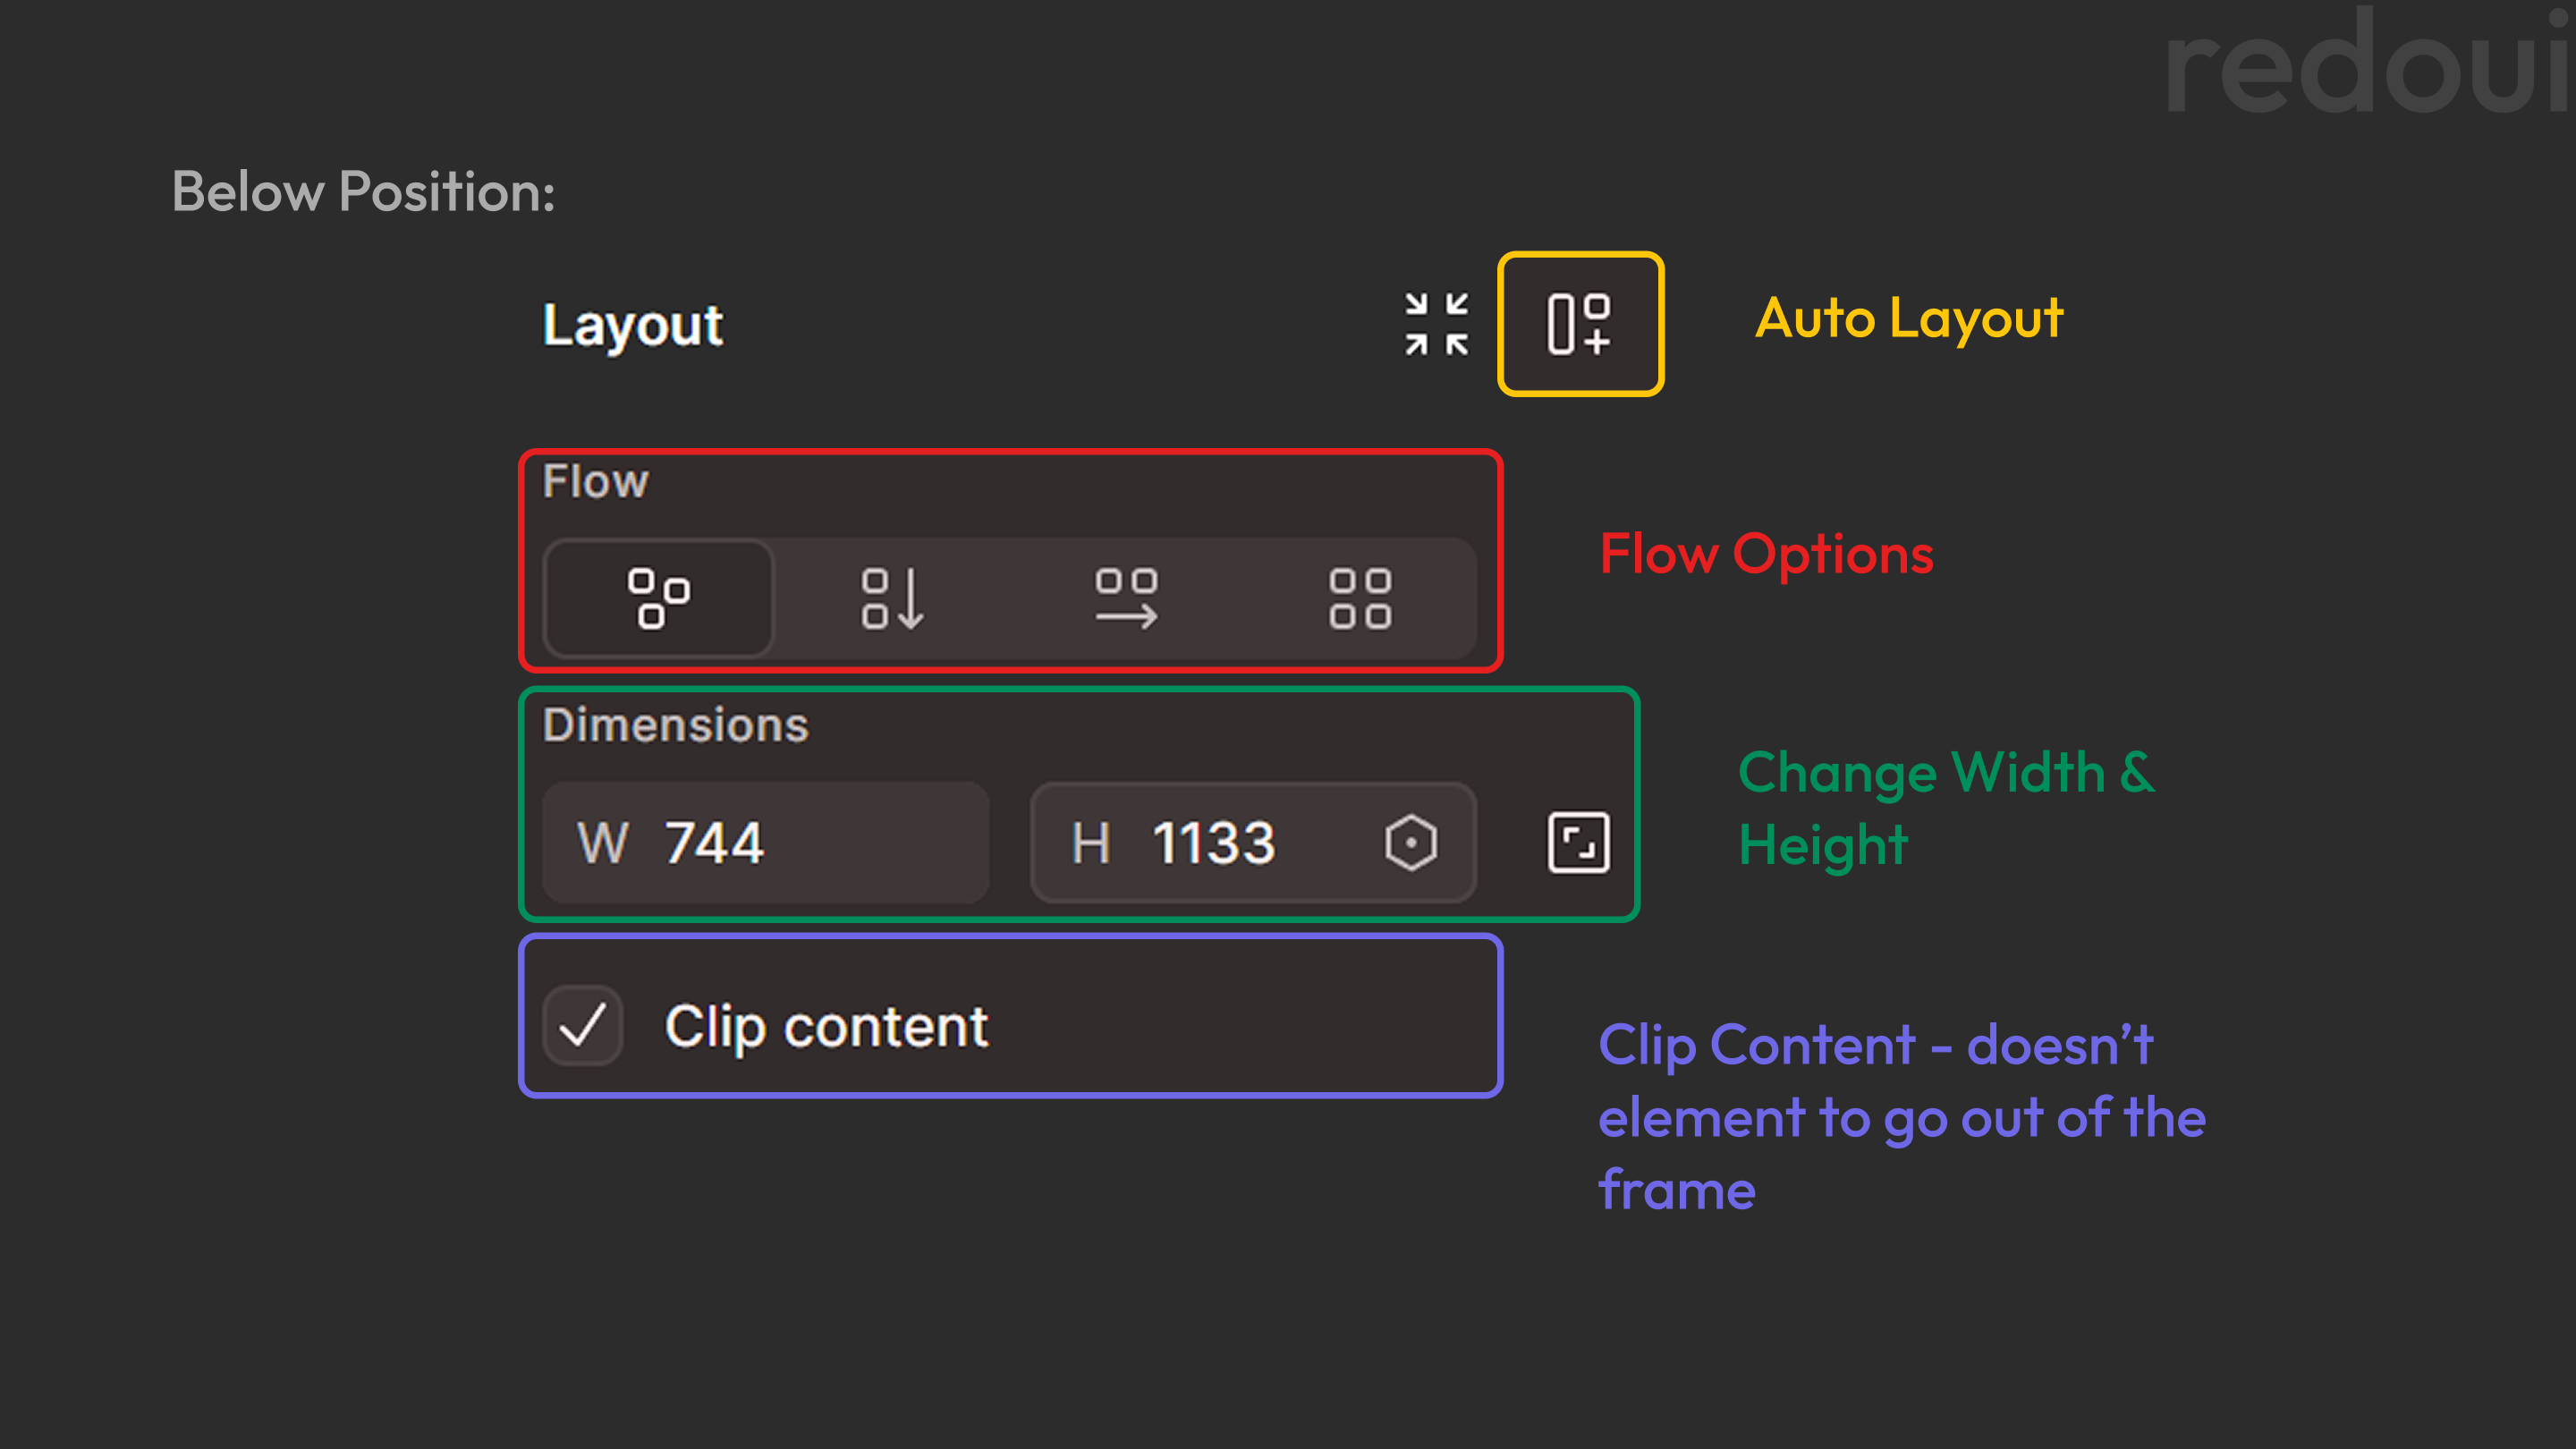 redoui
Below Position:
Layout
Auto Layout
Flow
Flow Options
Dimensions
W 744
H 1133
Change Width &
Height
Clip content
Clip Content - doesn’t
element to go out of the
frame